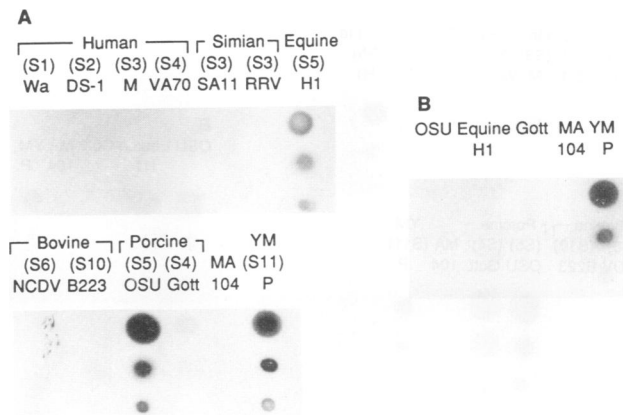 A
Human Simian Equine
(S1) (S2) (S3) (S4) (S3) (S3) (S5)
Wa DS-1 M VA70 SA11 RRV H1
B
OSU Equine Gott MA YM
H1 104 P
Bovine Porcine YM
(S6) (S10) (S5) (S4) MA (S11)
NCDV B223 OSU Gott 104 P